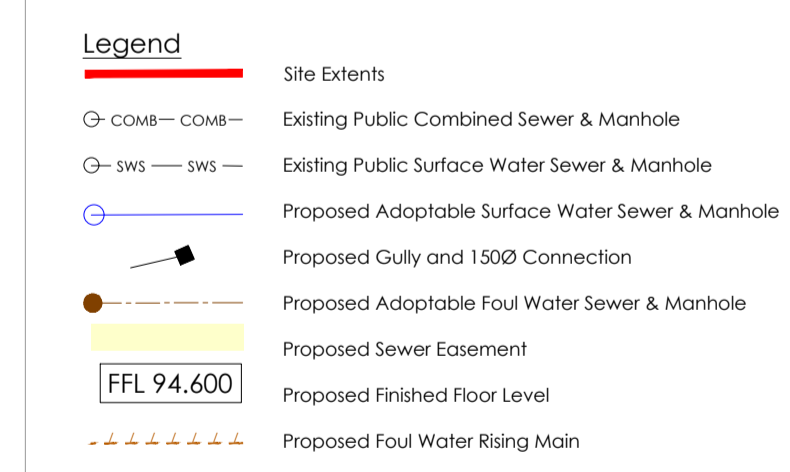 Legend
Site Extents
COMB COMB Existing Public Combined Sewer & Manhole
SWS SWS Existing Public Surface Water Sewer & Manhole
Proposed Adoptable Surface Water Sewer & Manhole
Proposed Gully and 150Ø Connection
Proposed Adoptable Foul Water Sewer & Manhole
Proposed Sewer Easement
FFL 94.600 Proposed Finished Floor Level
Proposed Foul Water Rising Main